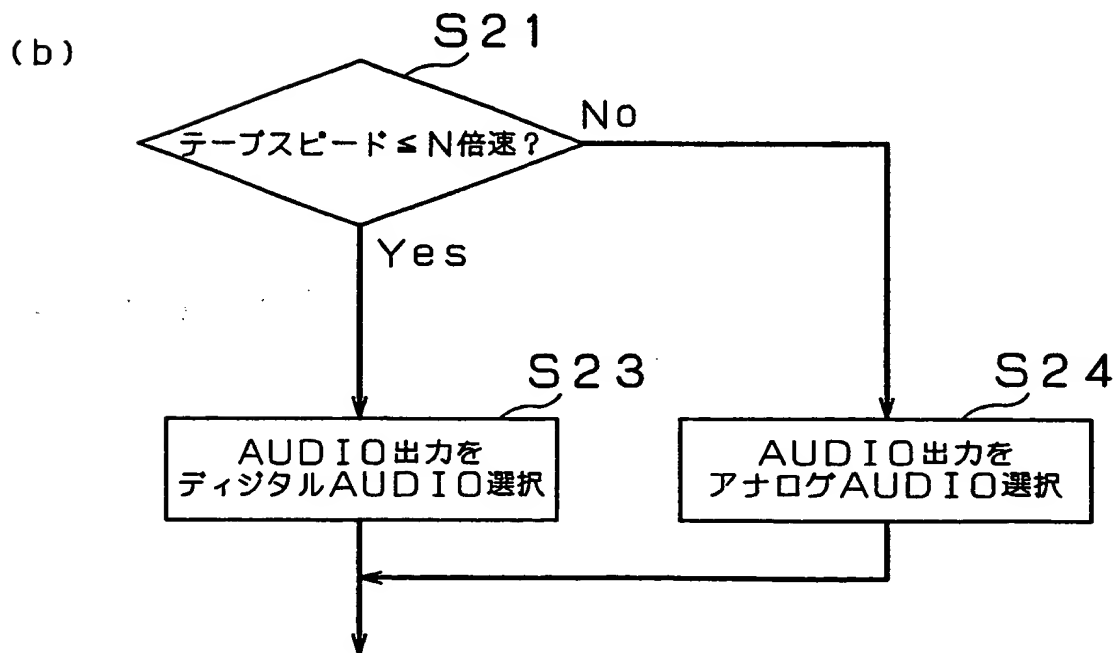 (b)
S21
テープスピード≦N倍速?
No
Yes
S23
AUDIO出力を
ディジタルAUDIO選択
S24
AUDIO出力を
アナログAUDIO選択